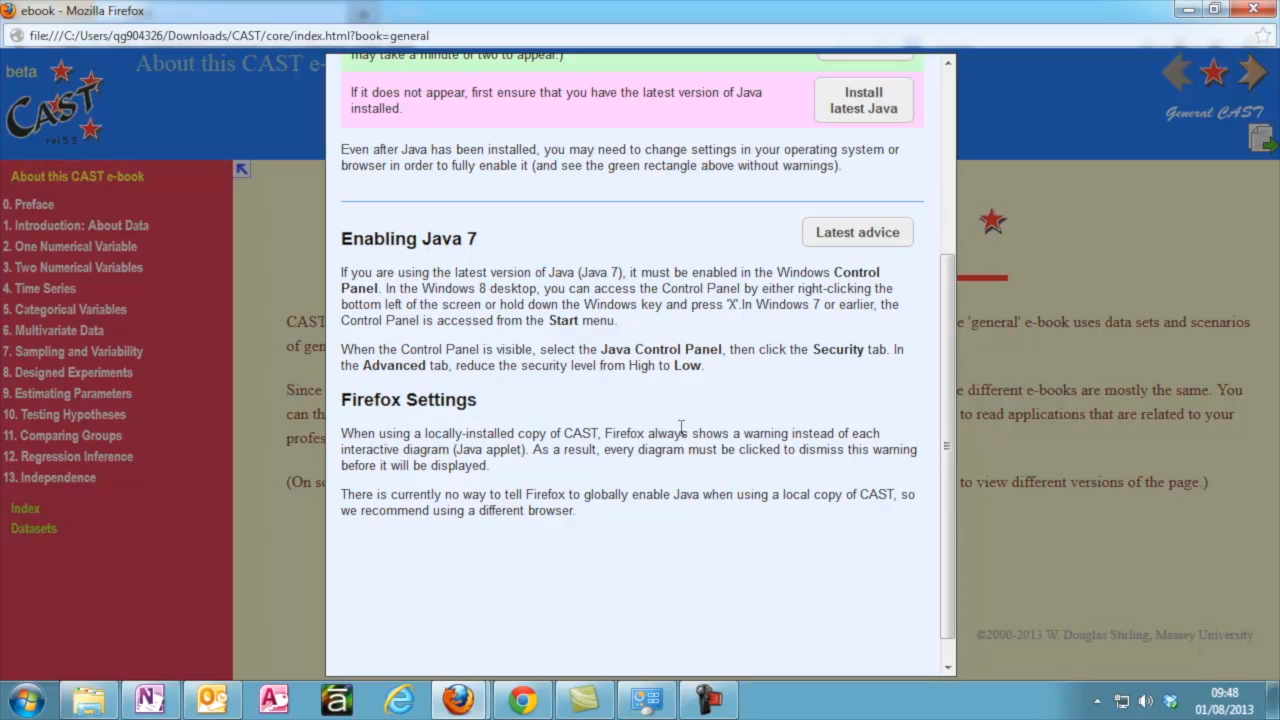 ebook - Mozilla Firefox
file:///C:/Users/qg904326/Downloads/CAST/core/index.html?book=general
beta
CAST
rel 5.3
About this CAST e-
General CAST
About this CAST e-book
0. Preface
1. Introduction: About Data
2. One Numerical Variable
3. Two Numerical Variables
4. Time Series
5. Categorical Variables
6. Multivariate Data
7. Sampling and Variability
8. Designed Experiments
9. Estimating Parameters
10. Testing Hypotheses
11. Comparing Groups
12. Regression Inference
13. Independence
Index
Datasets
may take a minute or two to appear.)
If it does not appear, first ensure that you have the latest version of Java
installed.
Install
latest Java
Even after Java has been installed, you may need to change settings in your operating system or
browser in order to fully enable it (and see the green rectangle above without warnings).
Enabling Java 7
Latest advice
If you are using the latest version of Java (Java 7), it must be enabled in the Windows Control
Panel. In the Windows 8 desktop, you can access the Control Panel by either right-clicking the
bottom left of the screen or hold down the Windows key and press 'X'.In Windows 7 or earlier, the
Control Panel is accessed from the Start menu.
When the Control Panel is visible, select the Java Control Panel, then click the Security tab. In
the Advanced tab, reduce the security level from High to Low.
Firefox Settings
When using a locally-installed copy of CAST, Firefox always shows a warning instead of each
interactive diagram (Java applet). As a result, every diagram must be clicked to dismiss this warning
before it will be displayed.
There is currently no way to tell Firefox to globally enable Java when using a local copy of CAST, so
we recommend using a different browser.
CAST
of gen
Since
can th
profes
(On so
e 'general' e-book uses data sets and scenarios
e different e-books are mostly the same. You
to read applications that are related to your
to view different versions of the page.)
©2000-2013 W. Douglas Stirling, Massey University
09:48
01/08/2013